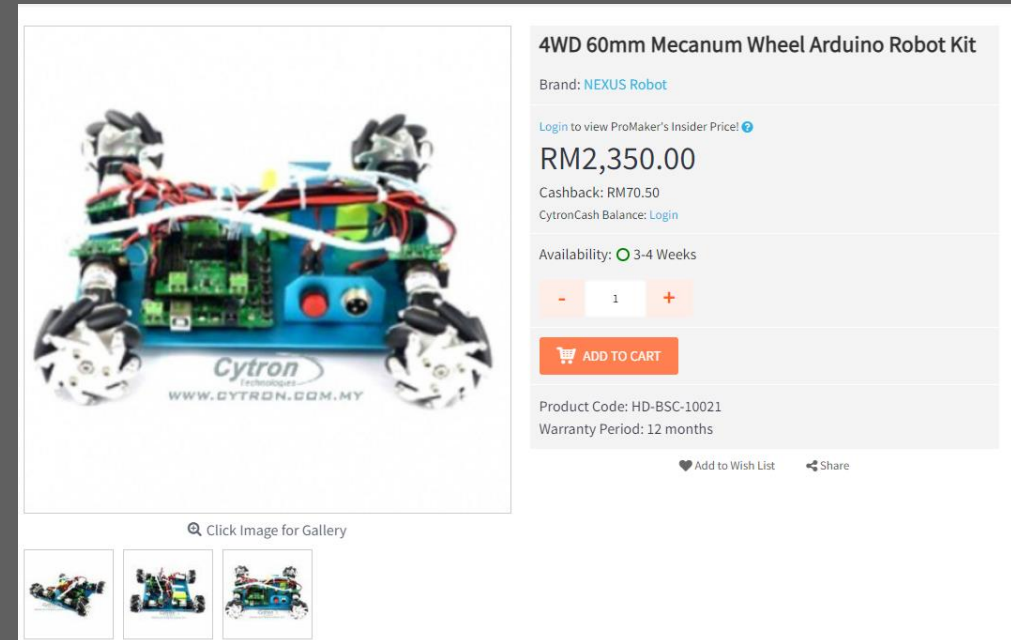 4WD 60mm Mecanum Wheel Arduino Robot Kit
Brand: NEXUS Robot
Login to view ProMaker's Insider Price!
RM2,350.00
Cashback: RM70.50
CytronCash Balance: Login
Availability: 3-4 Weeks
- 1 +
ADD TO CART
Product Code: HD-BSC-10021
Warranty Period: 12 months
Add to Wish List Share
Cytron
Technologies
WWW.CYTRON.COM.MY
Click Image for Gallery
Cytron